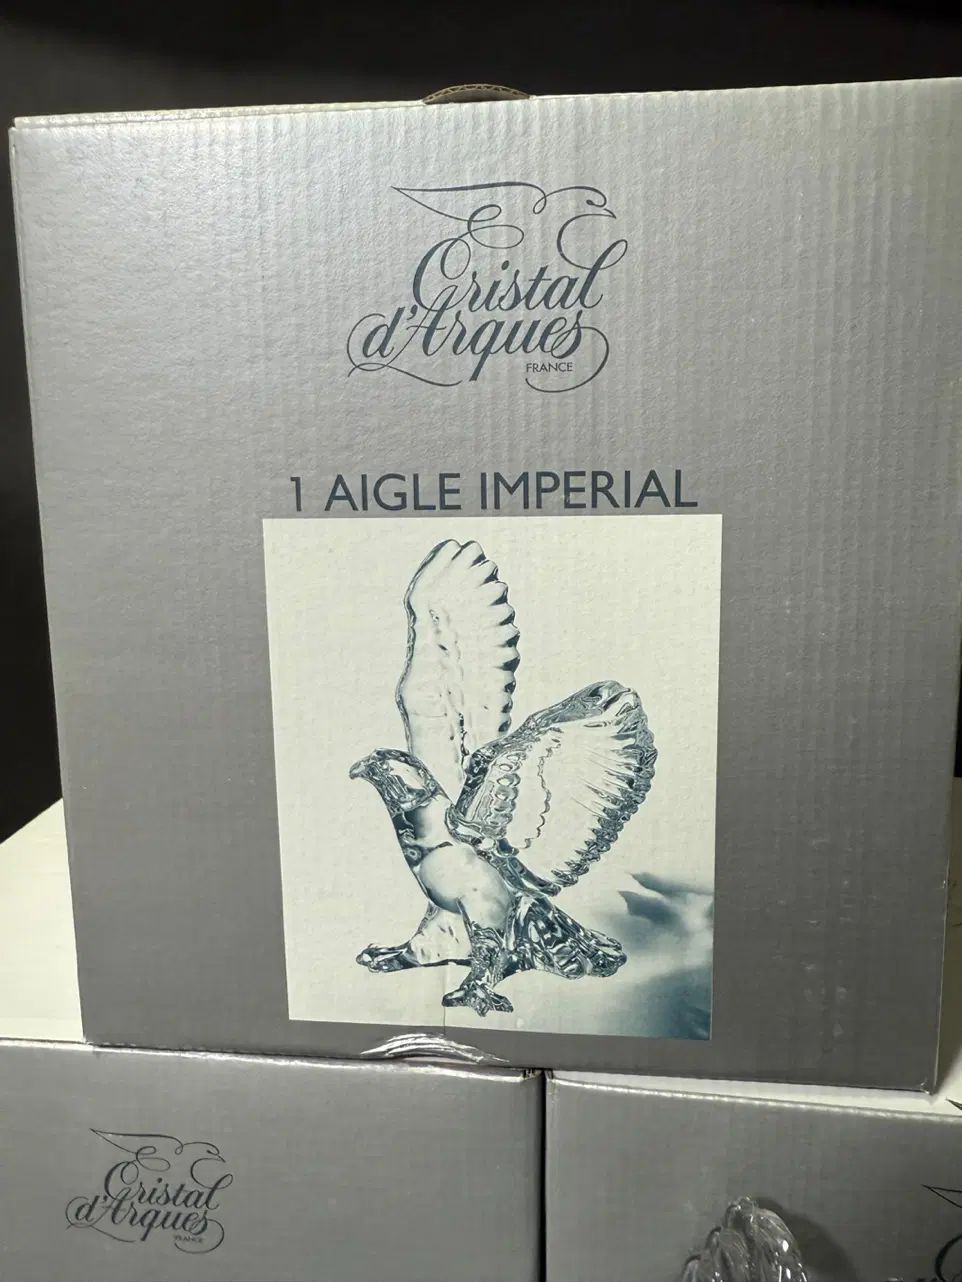 Cristal
d'Arques
FRANCE
1 AIGLE IMPERIAL
Cristal
d'Arques
FRANCE